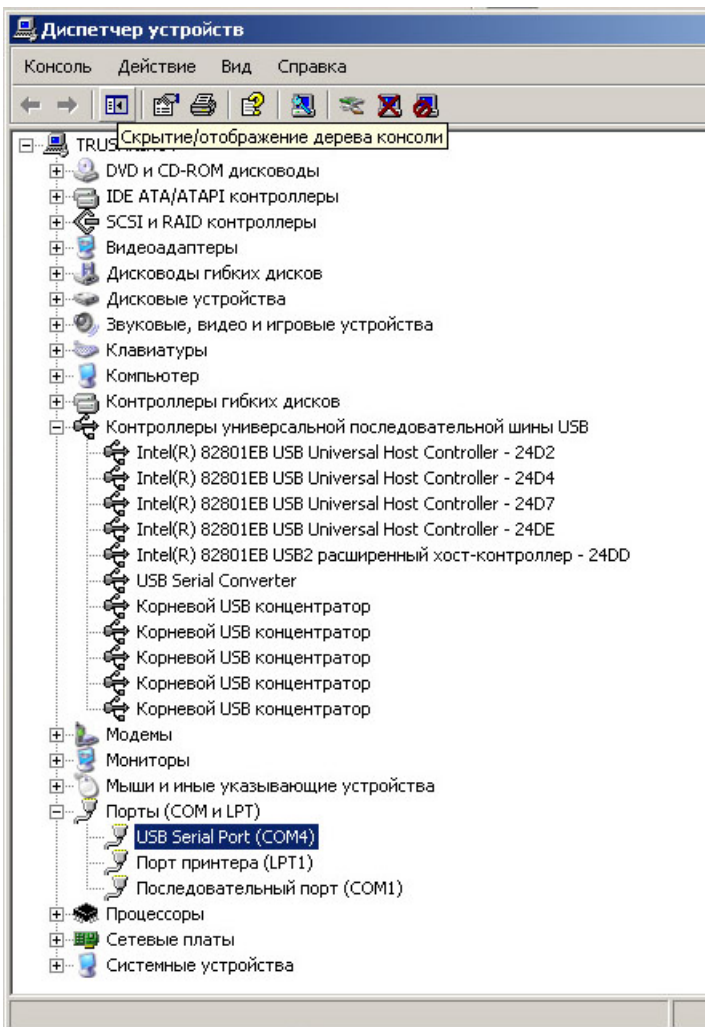 Диспетчер устройств
Консоль Действие Вид Справка
Скрытие/отображение дерева консоли
DVD и CD-ROM дисководы
IDE ATA/ATAPI контроллеры
SCSI и RAID контроллеры
Видеоадаптеры
Дисководы гибких дисков
Дисковые устройства
Звуковые, видео и игровые устройства
Клавиатуры
Компьютер
Контроллеры гибких дисков
Контроллеры универсальной последовательной шины USB
Intel(R) 82801EB USB Universal Host Controller - 24D2
Intel(R) 82801EB USB Universal Host Controller - 24D4
Intel(R) 82801EB USB Universal Host Controller - 24D7
Intel(R) 82801EB USB Universal Host Controller - 24DE
Intel(R) 82801EB USB2 расширенный хост-контроллер - 24DD
USB Serial Converter
Корневой USB концентратор
Корневой USB концентратор
Корневой USB концентратор
Корневой USB концентратор
Корневой USB концентратор
Модемы
Мониторы
Мыши и иные указывающие устройства
Порты (COM и LPT)
USB Serial Port (COM4)
Порт принтера (LPT1)
Последовательный порт (COM1)
Процессоры
Сетевые платы
Системные устройства